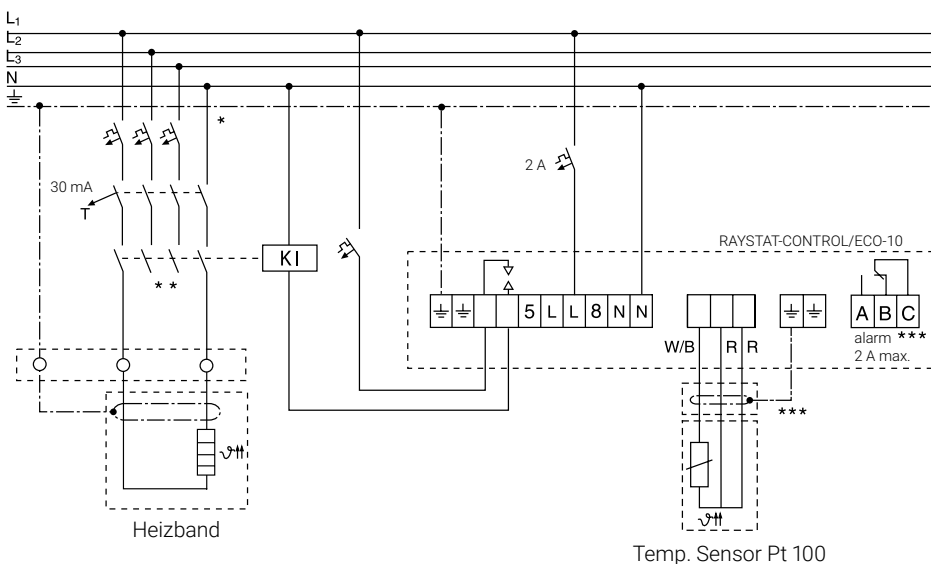 L1
L2
L3
N
*
30 mA
T
2 A
RAYSTAT-CONTROL/ECO-10
KI
* *
5 L L 8 N N
A B C
W/B R R
alarm ***
2 A max.
***
Heizband
Temp. Sensor Pt 100